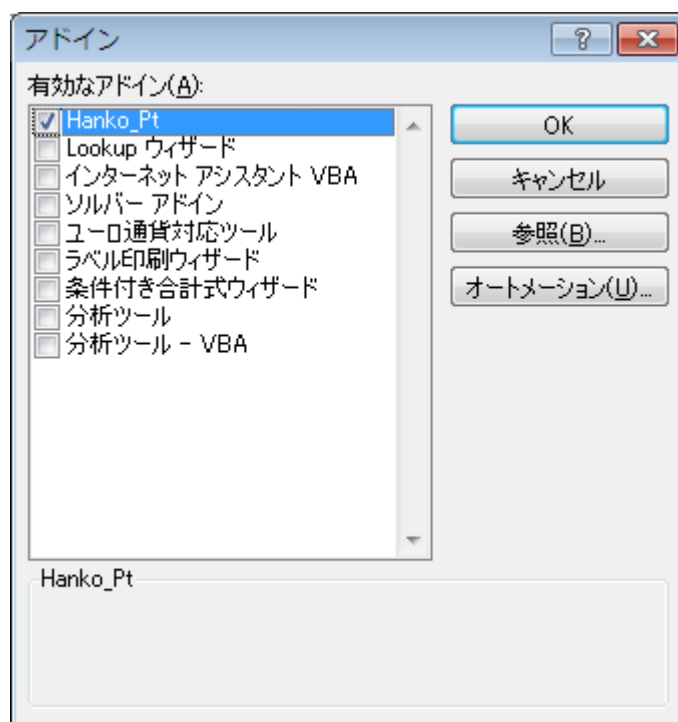 アドイン
有効なアドイン(A):
Hanko_Pt
Lookup ウィザード
インターネット アシスタント VBA
ソルバー アドイン
ユーロ通貨対応ツール
ラベル印刷ウィザード
条件付き合計式ウィザード
分析ツール
分析ツール - VBA
OK
キャンセル
参照(B)...
オートメーション(U)...
Hanko_Pt